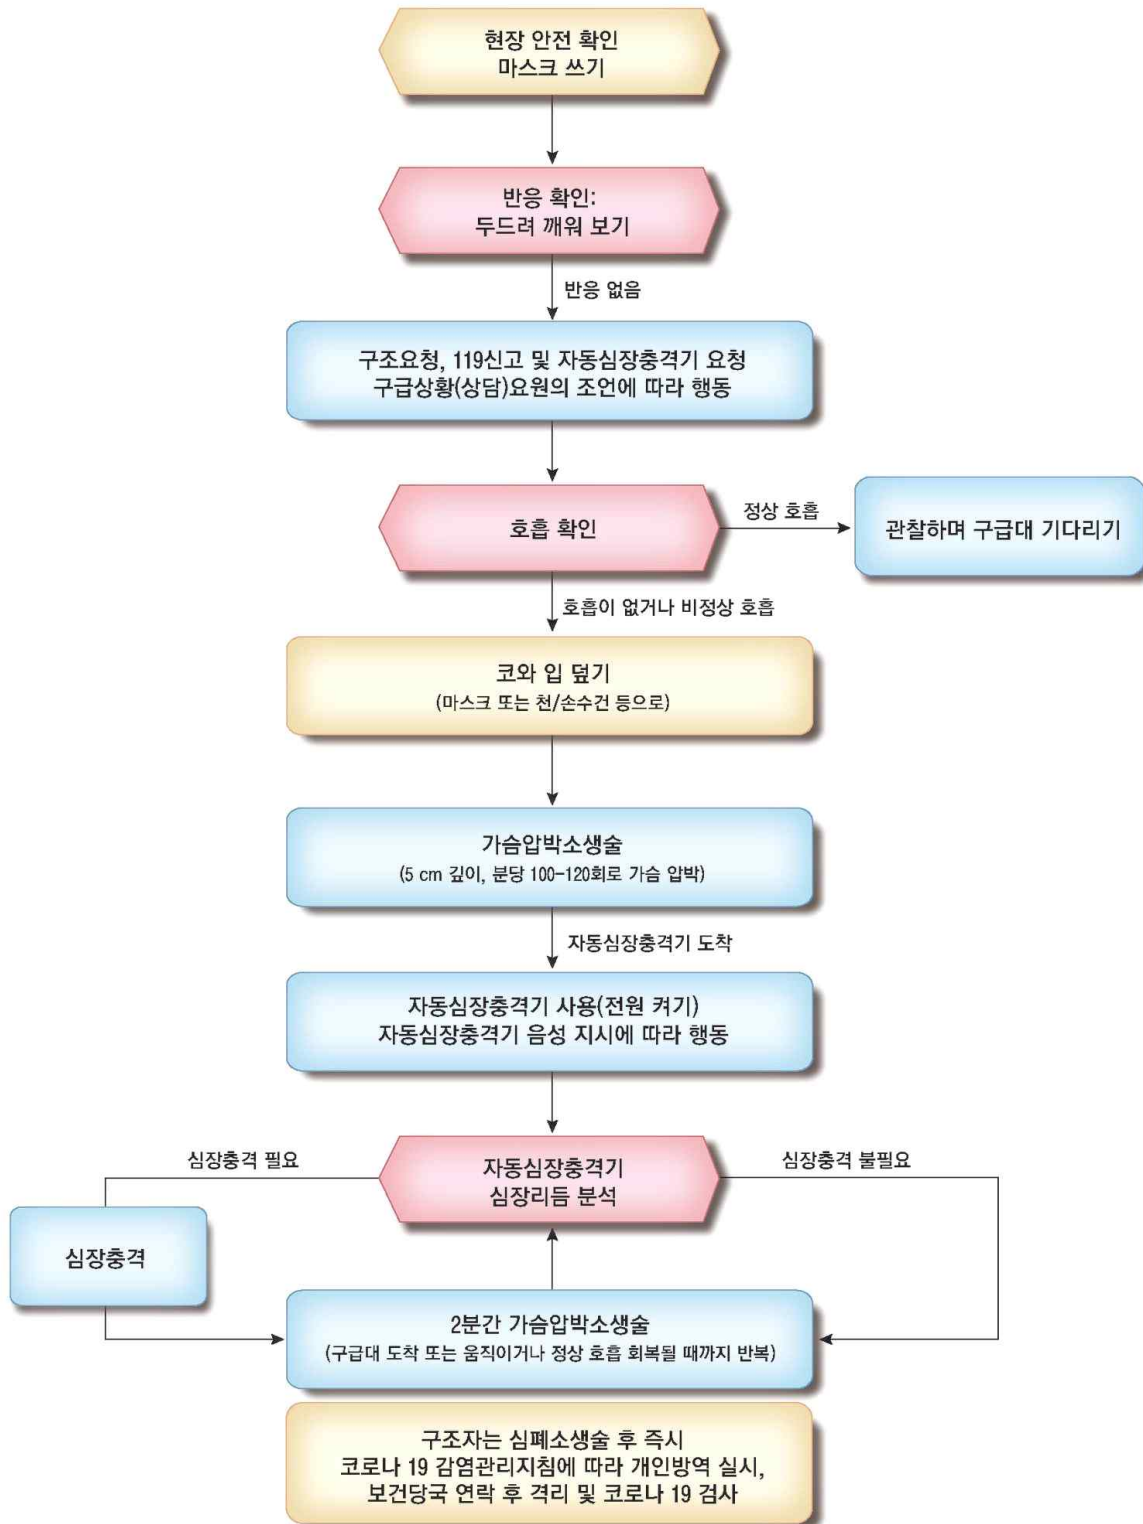 현장 안전 확인
마스크 쓰기
반응 확인:
두드려 깨워 보기
반응 없음
구조요청, 119신고 및 자동심장충격기 요청
구급상황(상담)요원의 조언에 따라 행동
호흡 확인
정상 호흡
관찰하며 구급대 기다리기
호흡이 없거나 비정상 호흡
코와 입 덮기
(마스크 또는 천/손수건 등으로)
가슴압박소생술
(5 cm 깊이, 분당 100-120회로 가슴 압박)
자동심장충격기 도착
자동심장충격기 사용(전원 켜기)
자동심장충격기 음성 지시에 따라 행동
심장충격 필요
자동심장충격기
심장리듬 분석
심장충격 불필요
심장충격
2분간 가슴압박소생술
(구급대 도착 또는 움직이거나 정상 호흡 회복될 때까지 반복)
구조자는 심폐소생술 후 즉시
코로나 19 감염관리지침에 따라 개인방역 실시,
보건당국 연락 후 격리 및 코로나 19 검사